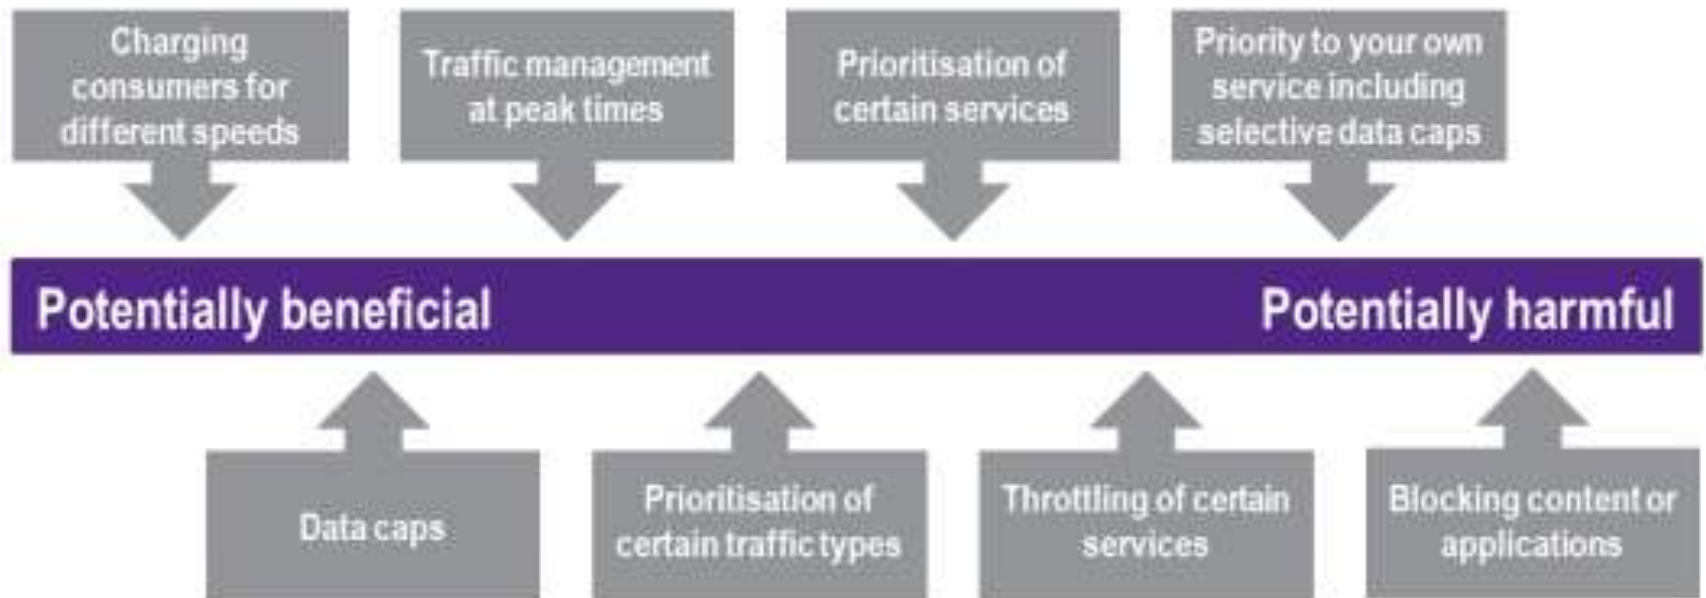 Charging
consumers for
different speeds
Traffic management
at peak times
Prioritisation of
certain services
Priority to your own
service including
selective data caps
Potentially beneficial
Potentially harmful
Data caps
Prioritisation of
certain traffic types
Throttling of certain
services
Blocking content or
applications